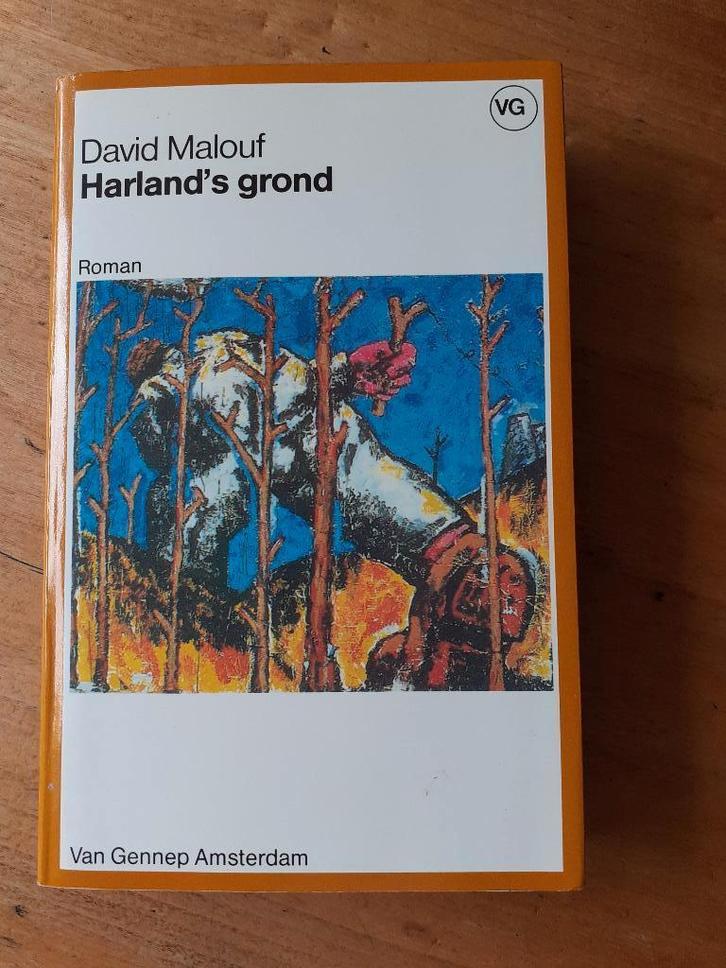 VG
David Malouf
Harland's grond
Roman
Van Gennep Amsterdam